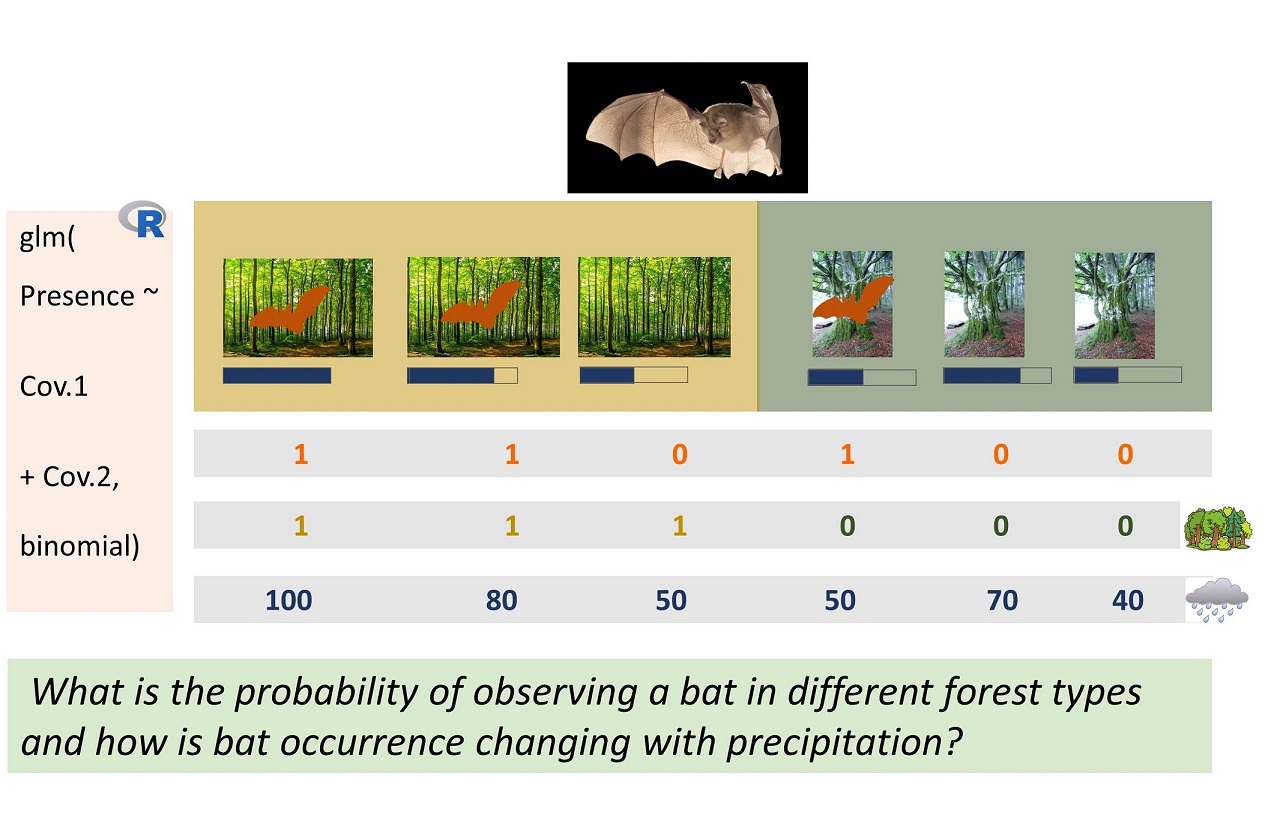 glm(
R
Presence ~
Cov.1
+ Cov.2,
binomial)
1 1 0 1 0 0
1 1 1 0 0 0
100 80 50 50 70 40
What is the probability of observing a bat in different forest types
and how is bat occurrence changing with precipitation?